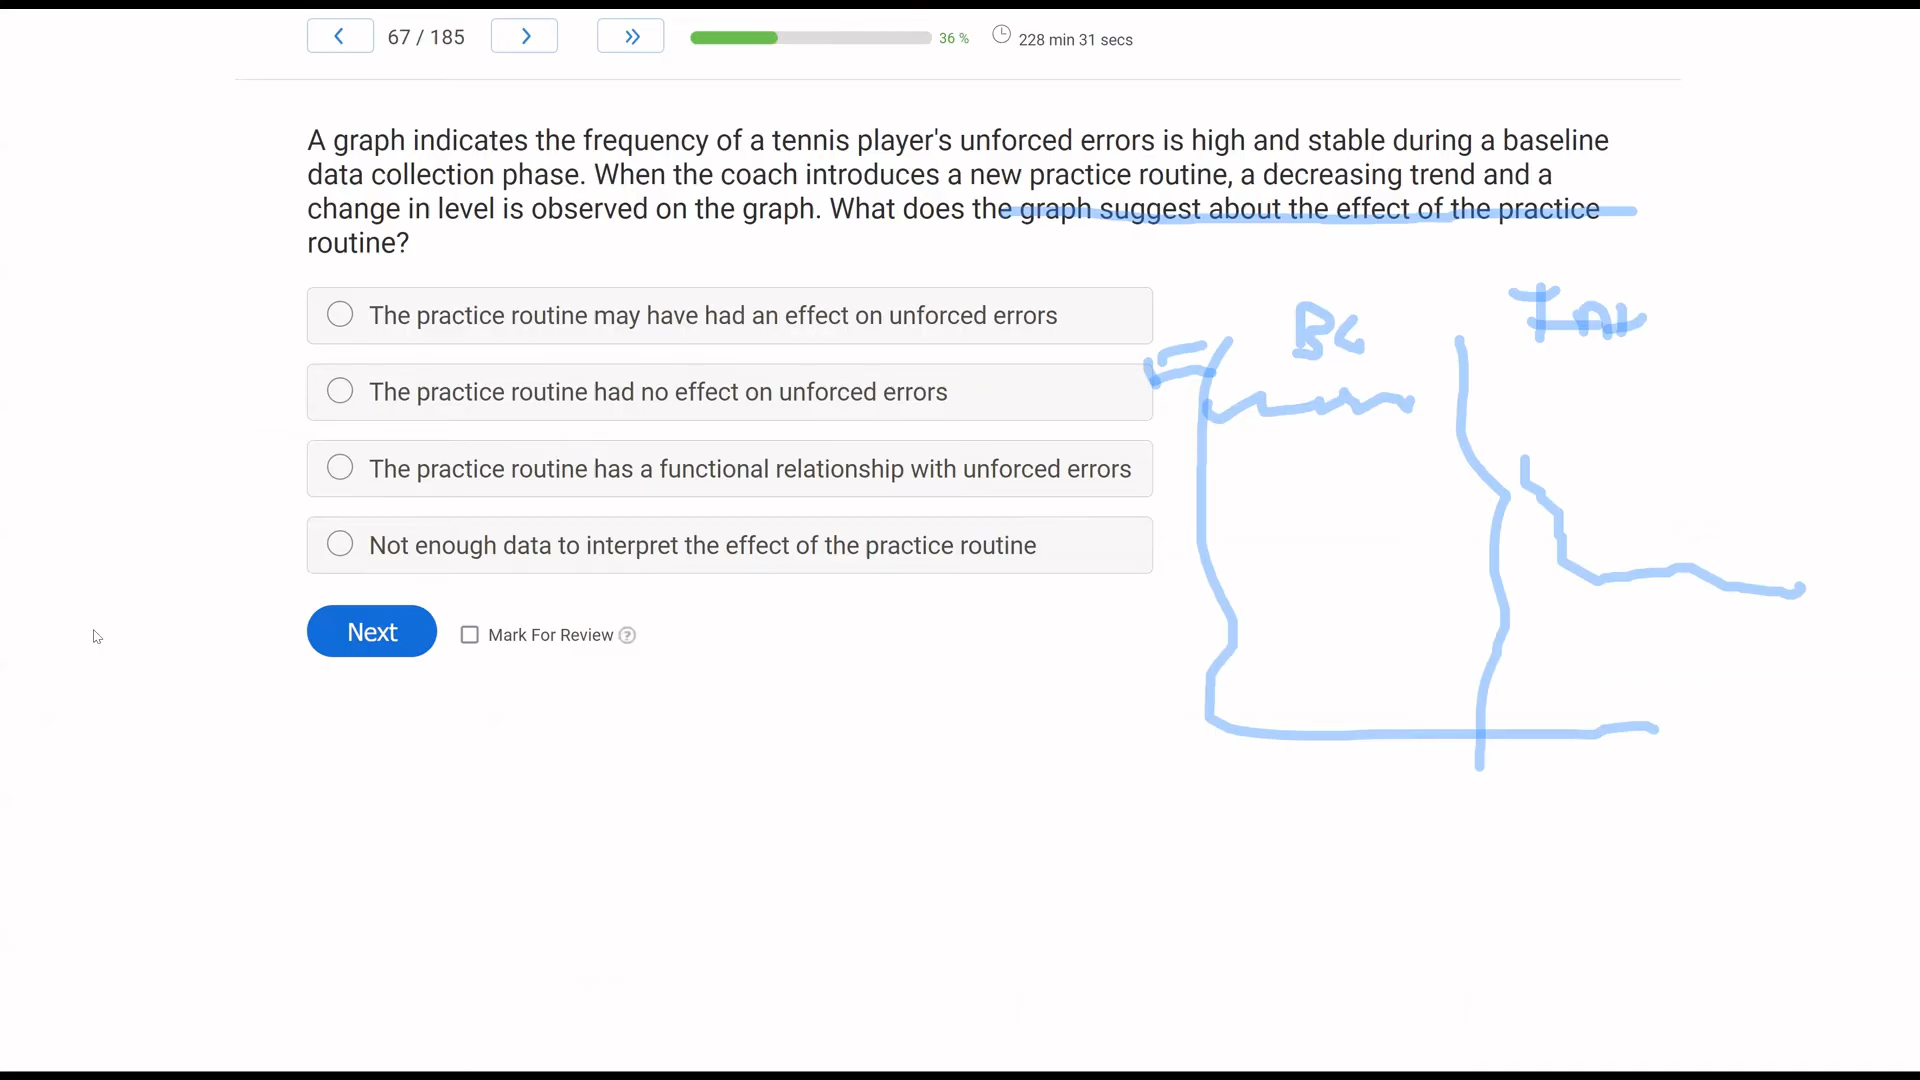 67 / 185
36 %
228 min 31 secs
A graph indicates the frequency of a tennis player's unforced errors is high and stable during a baseline
data collection phase. When the coach introduces a new practice routine, a decreasing trend and a
change in level is observed on the graph. What does the graph suggest about the effect of the practice
routine?
The practice routine may have had an effect on unforced errors
The practice routine had no effect on unforced errors
The practice routine has a functional relationship with unforced errors
Not enough data to interpret the effect of the practice routine
Next
Mark For Review ?
BL
Inv